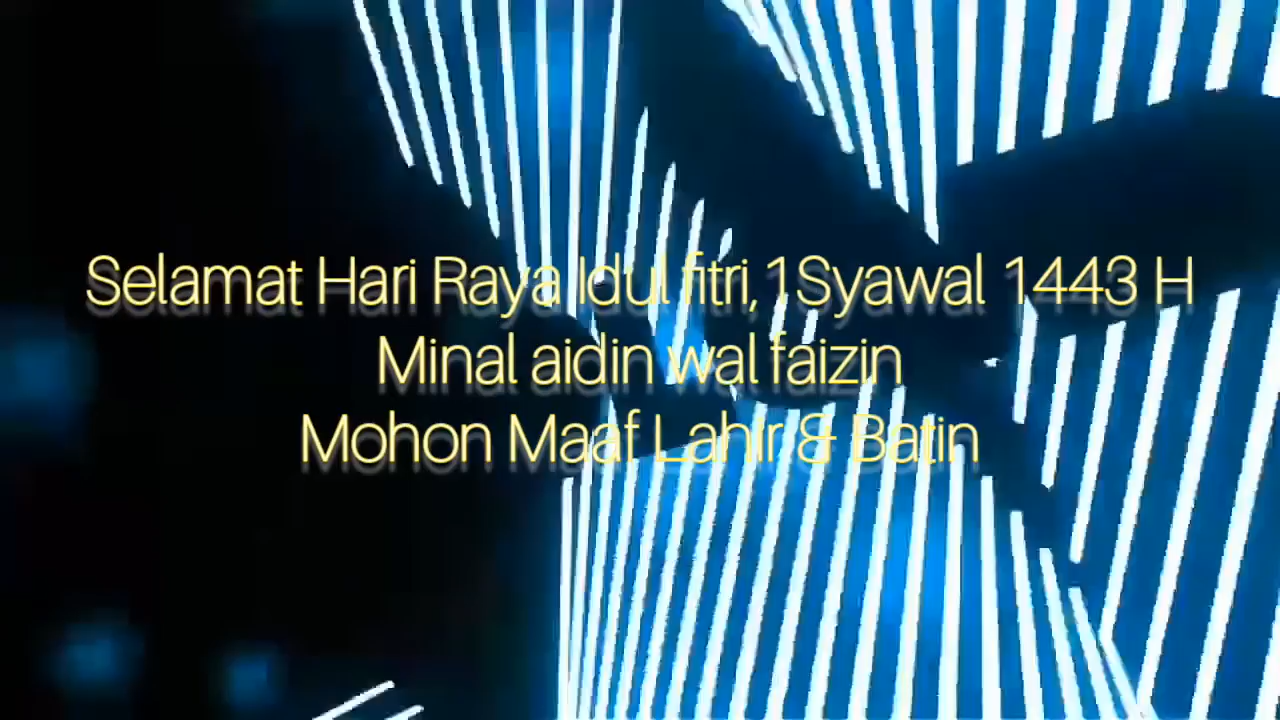 Selamat Hari Raya Idul fitri, 1Syawal 1443 H
Minal aidin wal faizin
Mohon Maaf Lahir & Batin